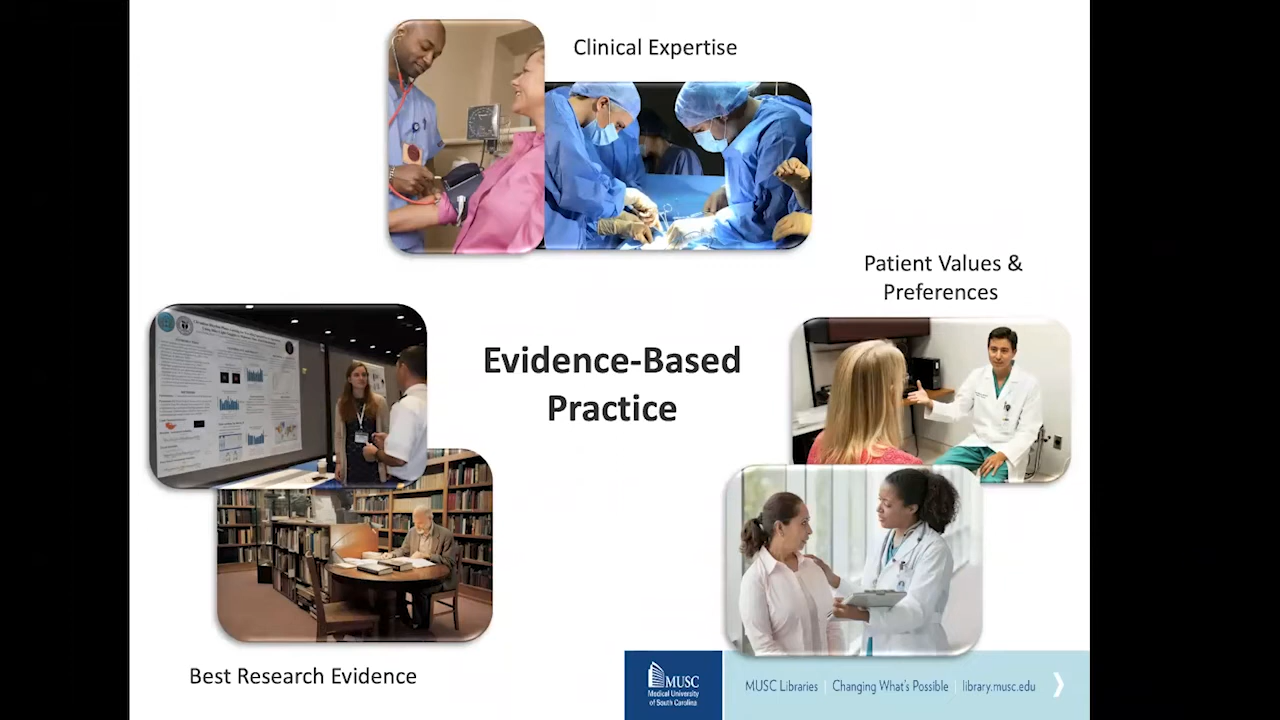 Clinical Expertise
Patient Values &
Preferences
Evidence-Based
Practice
Best Research Evidence
MUSC
Medical University
of South Carolina
MUSC Libraries | Changing What's Possible | library.musc.edu